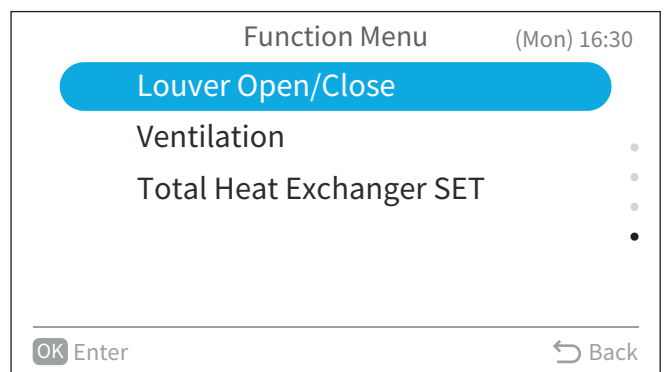 Function Menu (Mon) 16:30
Louver Open/Close
Ventilation
Total Heat Exchanger SET
OK Enter Back